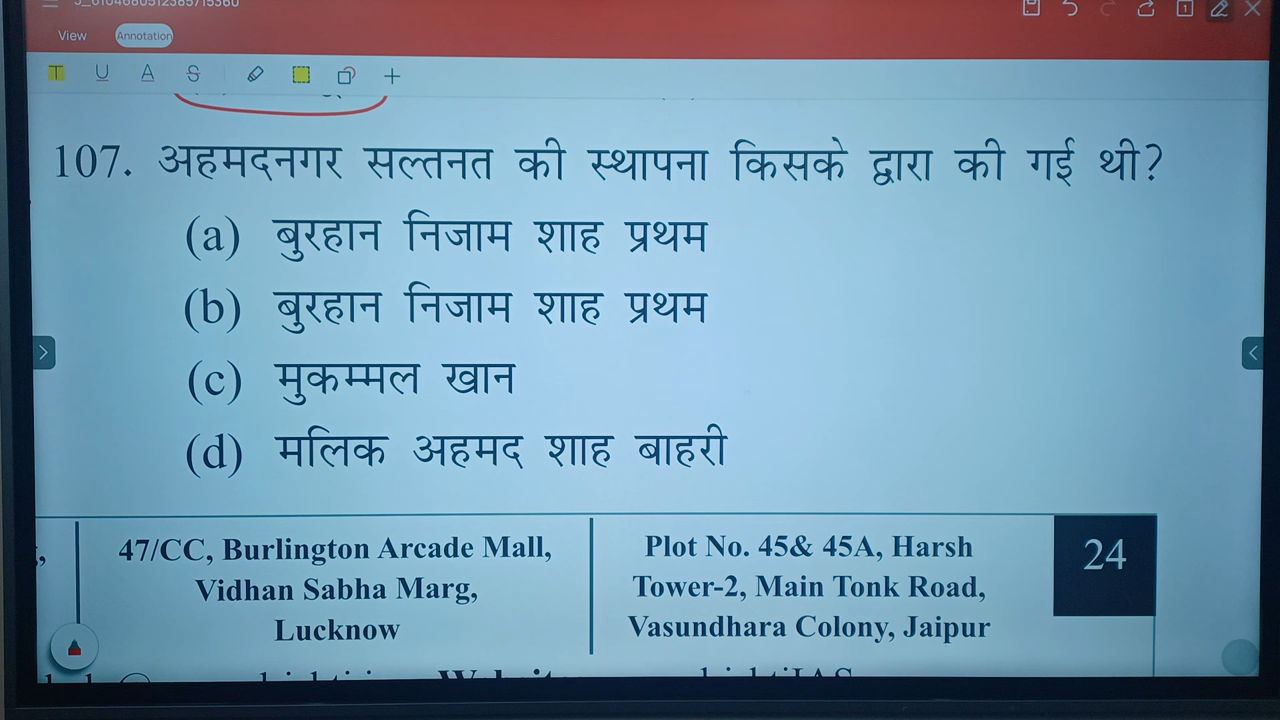 View Annotation
T U A S
107. अहमदनगर सल्तनत की स्थापना किसके द्वारा की गई थी?
(a) बुरहान निजाम शाह प्रथम
(b) बुरहान निजाम शाह प्रथम
(c) मुकम्मल खान
(d) मलिक अहमद शाह बाहरी
47/CC, Burlington Arcade Mall,
Vidhan Sabha Marg,
Lucknow
Plot No. 45& 45A, Harsh
Tower-2, Main Tonk Road,
Vasundhara Colony, Jaipur
24